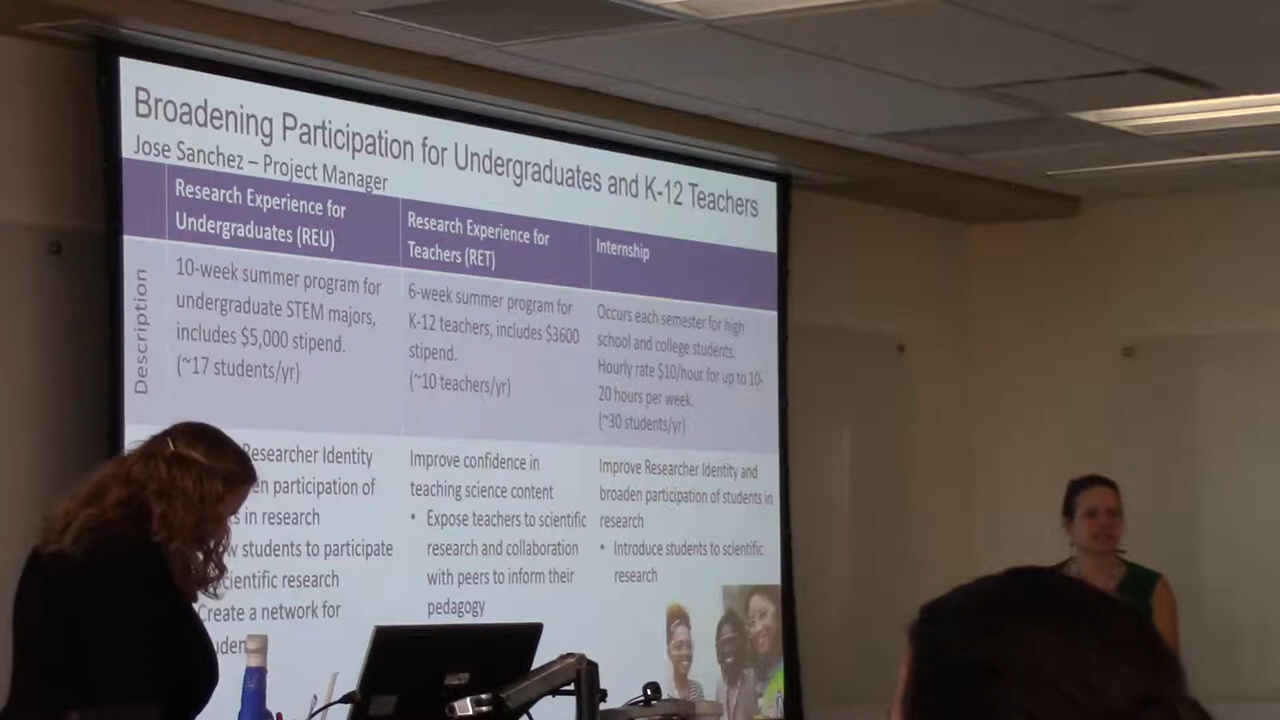 Broadening Participation for Undergraduates and K-12 Teachers
Jose Sanchez – Project Manager
Research Experience for
Undergraduates (REU)
Research Experience for
Teachers (RET)
Internship
Description
10-week summer program for
undergraduate STEM majors,
includes $5,000 stipend.
(~17 students/yr)
6-week summer program for
K-12 teachers, includes $3600
stipend.
(~10 teachers/yr)
Occurs each semester for high
school and college students.
Hourly rate $10/hour for up to 10-
20 hours per week.
(~30 students/yr)
Researcher Identity
participation of
in research
students to participate
scientific research
Create a network for
Improve confidence in
teaching science content
• Expose teachers to scientific
research and collaboration
with peers to inform their
pedagogy
Improve Researcher Identity and
broaden participation of students in
research
• Introduce students to scientific
research